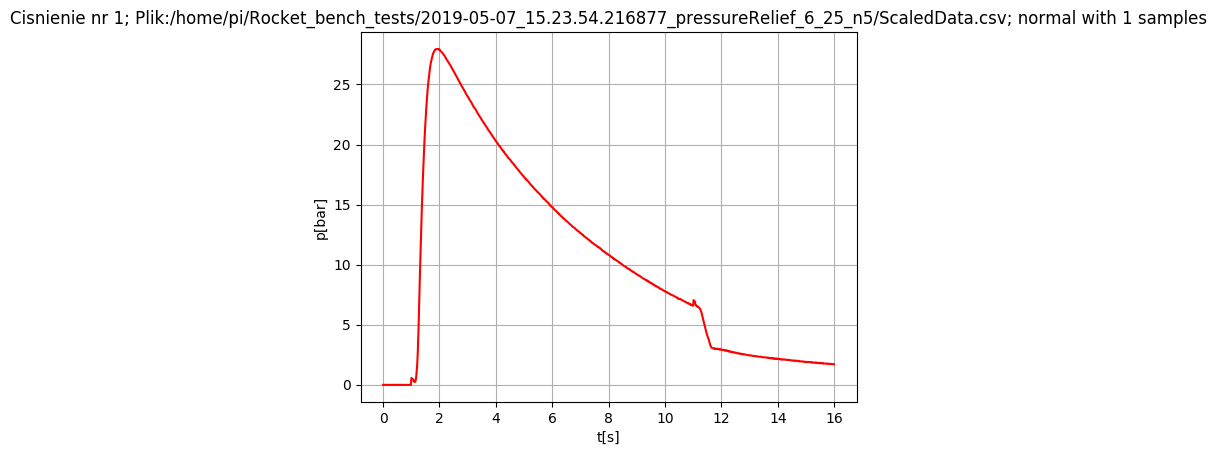 Cisnienie nr 1; Plik:/home/pi/Rocket_bench_tests/2019-05-07_15.23.54.216877_pressureRelief_6_25_n5/ScaledData.csv; normal with 1 samples
p[bar]
25
20
15
10
5
0
0 2 4 6 8 10 12 14 16
t[s]